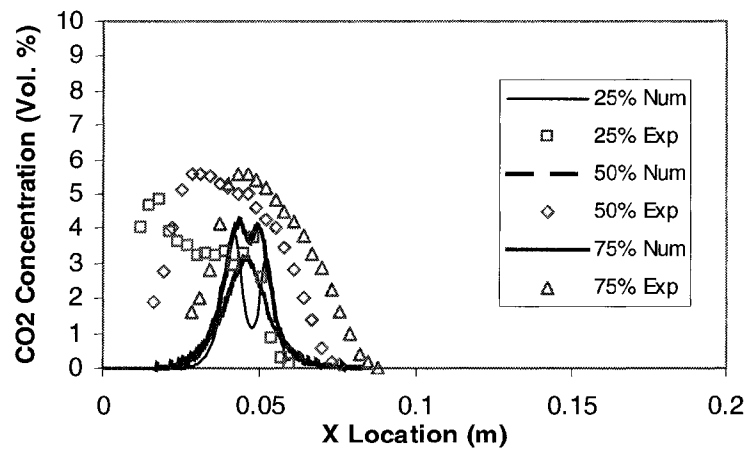 CO2 Concentration (Vol. %)
10
9
8
7
6
5
4
3
2
1
0
0
0.05
0.1
0.15
0.2
X Location (m)
25% Num
25% Exp
50% Num
50% Exp
75% Num
75% Exp